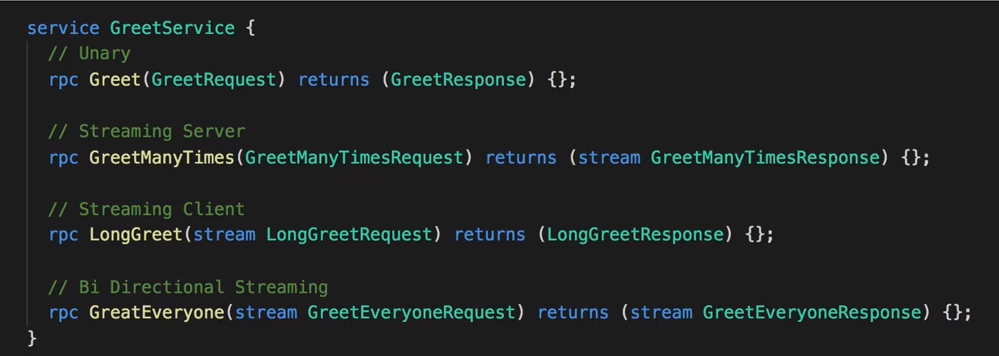 service GreetService {
// Unary
rpc Greet(GreetRequest) returns (GreetResponse) {};
// Streaming Server
rpc GreetManyTimes(GreetManyTimesRequest) returns (stream GreetManyTimesResponse) {};
// Streaming Client
rpc LongGreet(stream LongGreetRequest) returns (LongGreetResponse) {};
// Bi Directional Streaming
rpc GreatEveryone(stream GreetEveryoneRequest) returns (stream GreetEveryoneResponse) {};
}